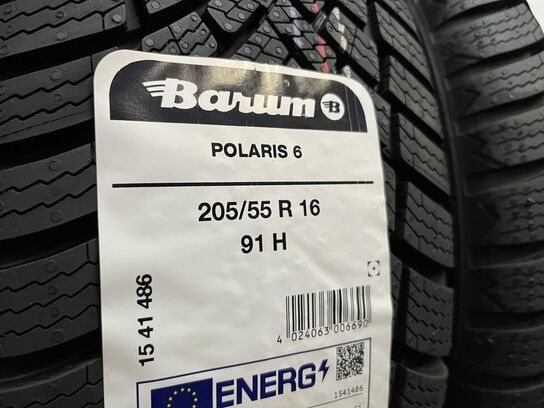 Barum B
POLARIS 6
205/55 R 16
91 H
15 41 486
4 024063 006690
ENERG
1541486